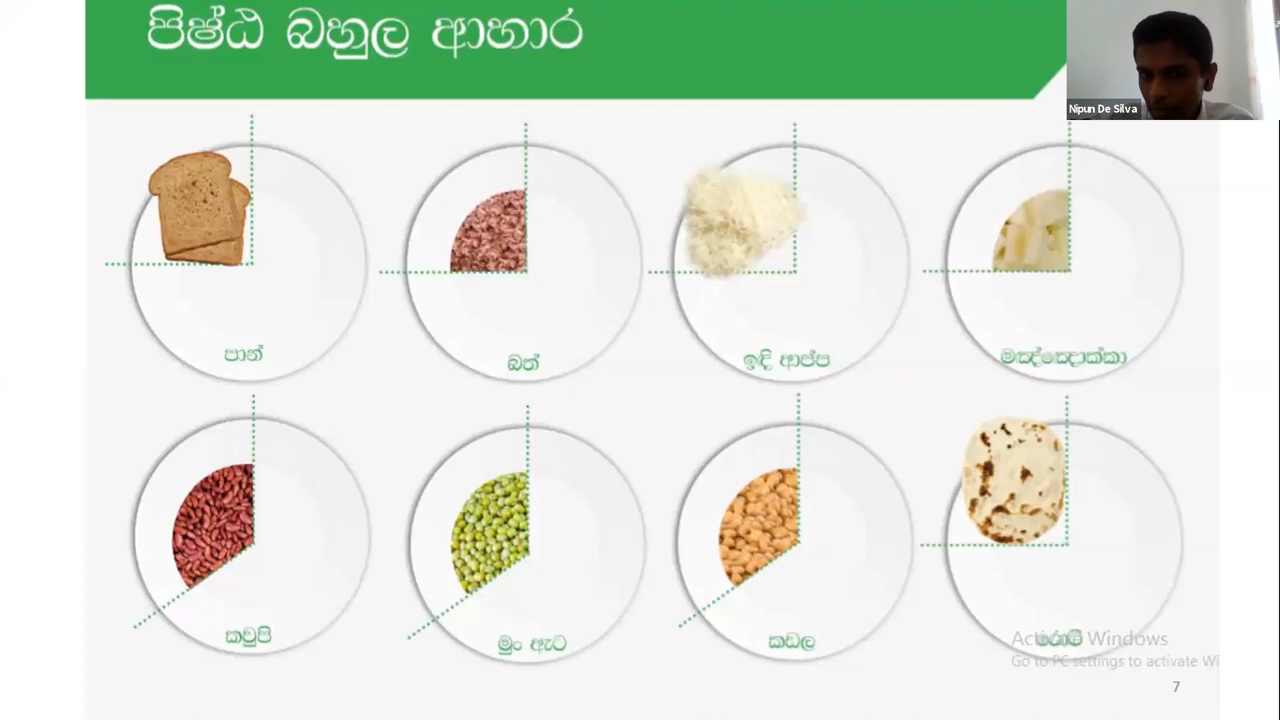 පිෂ්ඨ බහුල ආහාර
Nipun De Silva
පාන්
බත්
ඉඳි ආප්ප
මඤ්ඤොක්කා
කවුපි
මුං ඇට
කඩල
Activate Windows
Go to PC settings to activate Wi
7